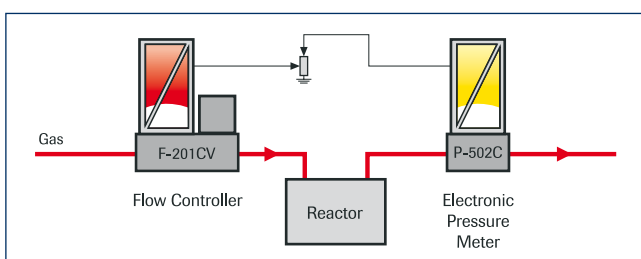 Gas
F-201CV
P-502C
Flow Controller
Reactor
Electronic
Pressure
Meter